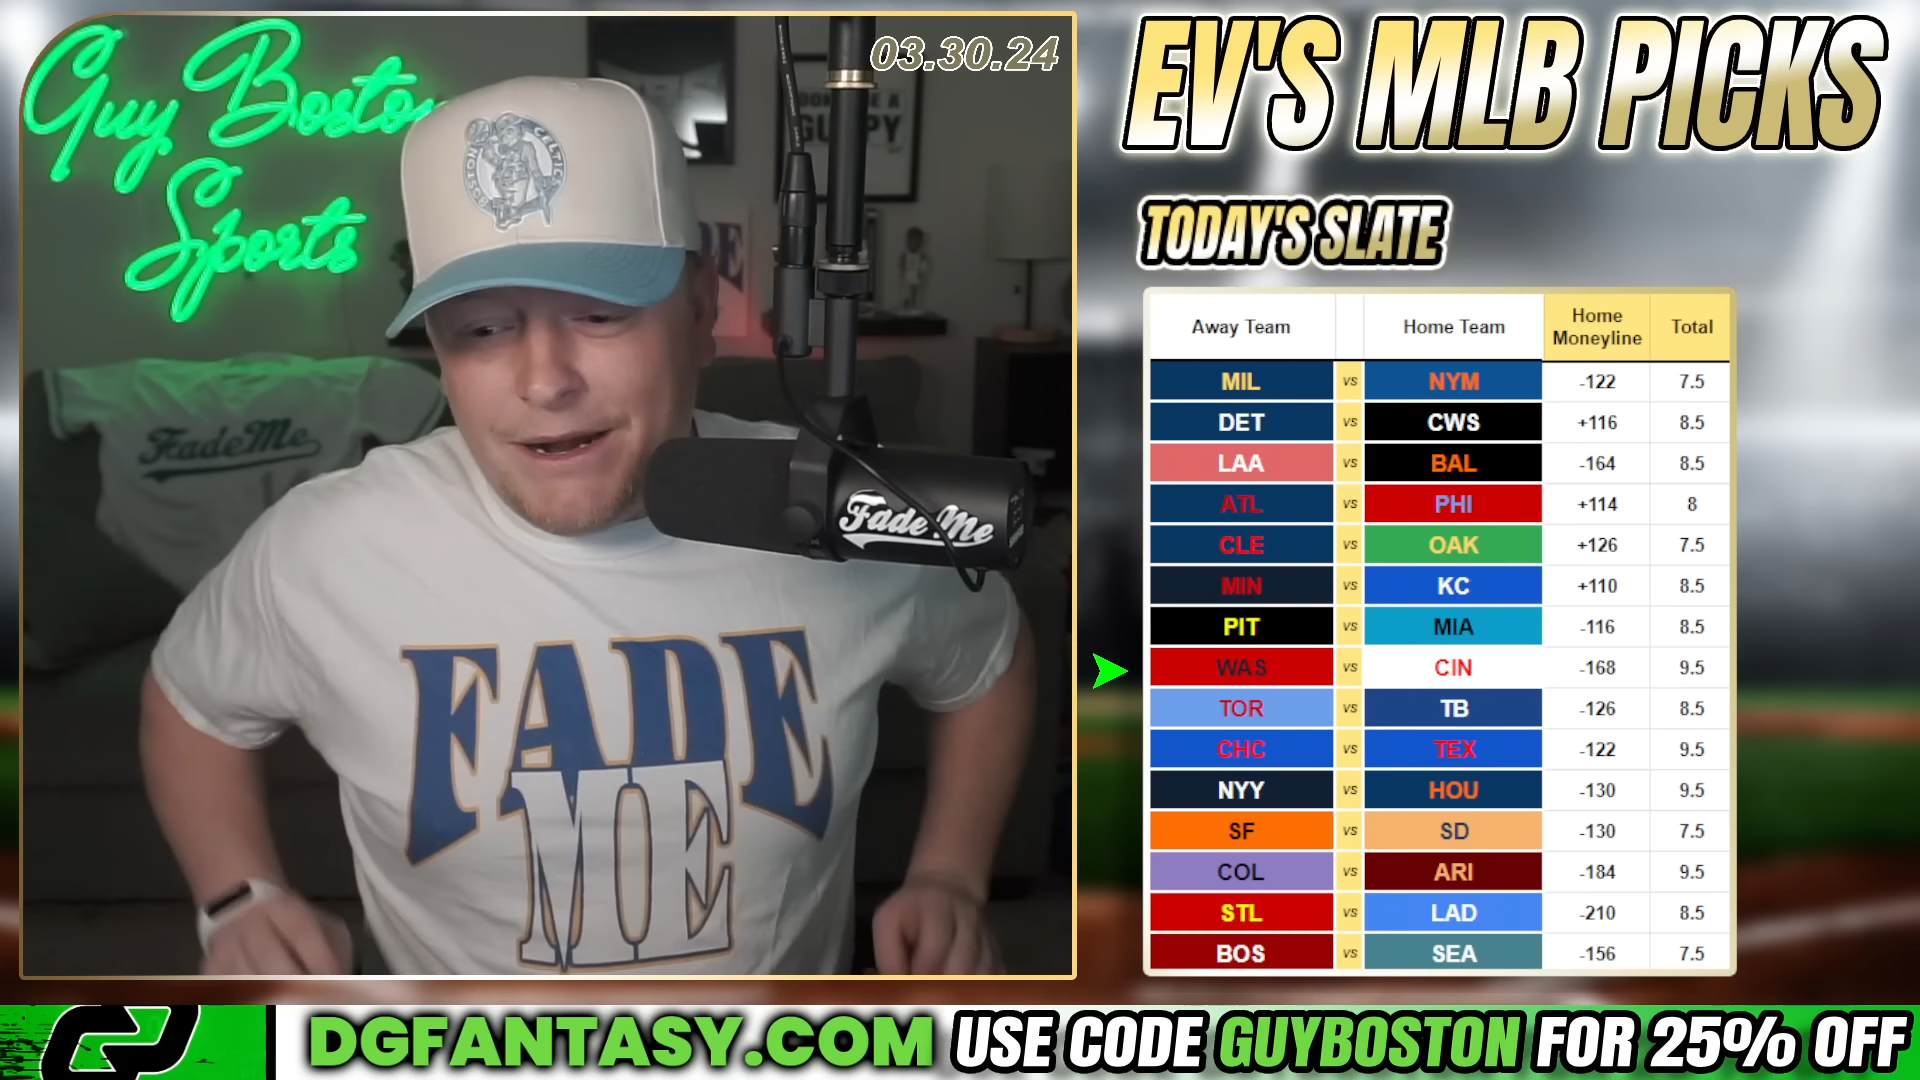 Guy Boston
Sports
03.30.24
BOSTON CELTICS
FadeMe
Fade Me
FADE
ME
EV'S MLB PICKS
TODAY'S SLATE
Away Team Home Team Home Moneyline Total
MIL vs NYM -122 7.5
DET vs CWS +116 8.5
LAA vs BAL -164 8.5
ATL vs PHI +114 8
CLE vs OAK +126 7.5
MIN vs KC +110 8.5
PIT vs MIA -116 8.5
WAS vs CIN -168 9.5
TOR vs TB -126 8.5
CHC vs TEX -122 9.5
NYY vs HOU -130 9.5
SF vs SD -130 7.5
COL vs ARI -184 9.5
STL vs LAD -210 8.5
BOS vs SEA -156 7.5
DGFANTASY.COM USE CODE GUYBOSTON FOR 25% OFF